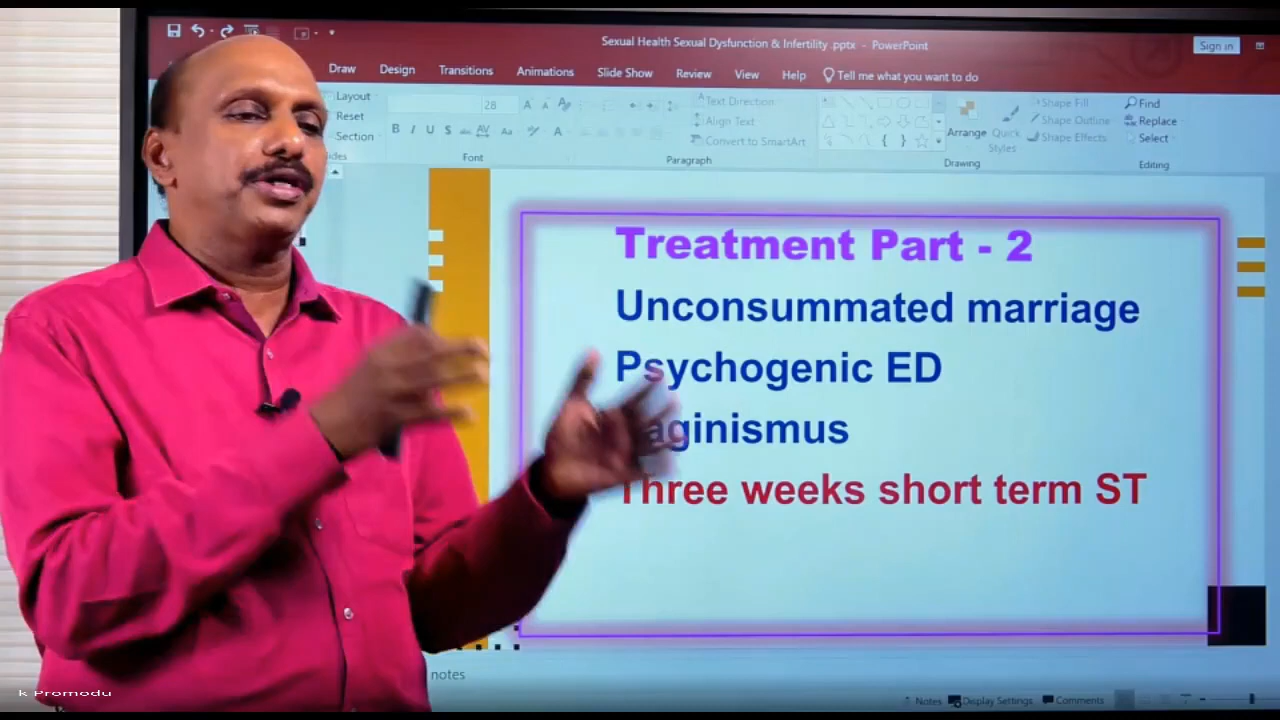 Sexual Health Sexual Dysfunction & Infertility .pptx - PowerPoint
Sign in
Draw
Design
Transitions
Animations
Slide Show
Review
View
Help
Tell me what you want to do
Layout
Reset
Section
28
B I U S
AV
Aa
A
Font
Text Direction
Align Text
Convert to SmartArt
Paragraph
Arrange
Quick
Styles
Shape Fill
Shape Outline
Shape Effects
Drawing
Find
Replace
Select
Editing
Treatment Part - 2
Unconsummated marriage
Psychogenic ED
aginismus
Three weeks short term ST
notes
Notes
Display Settings
Comments
k Promodu